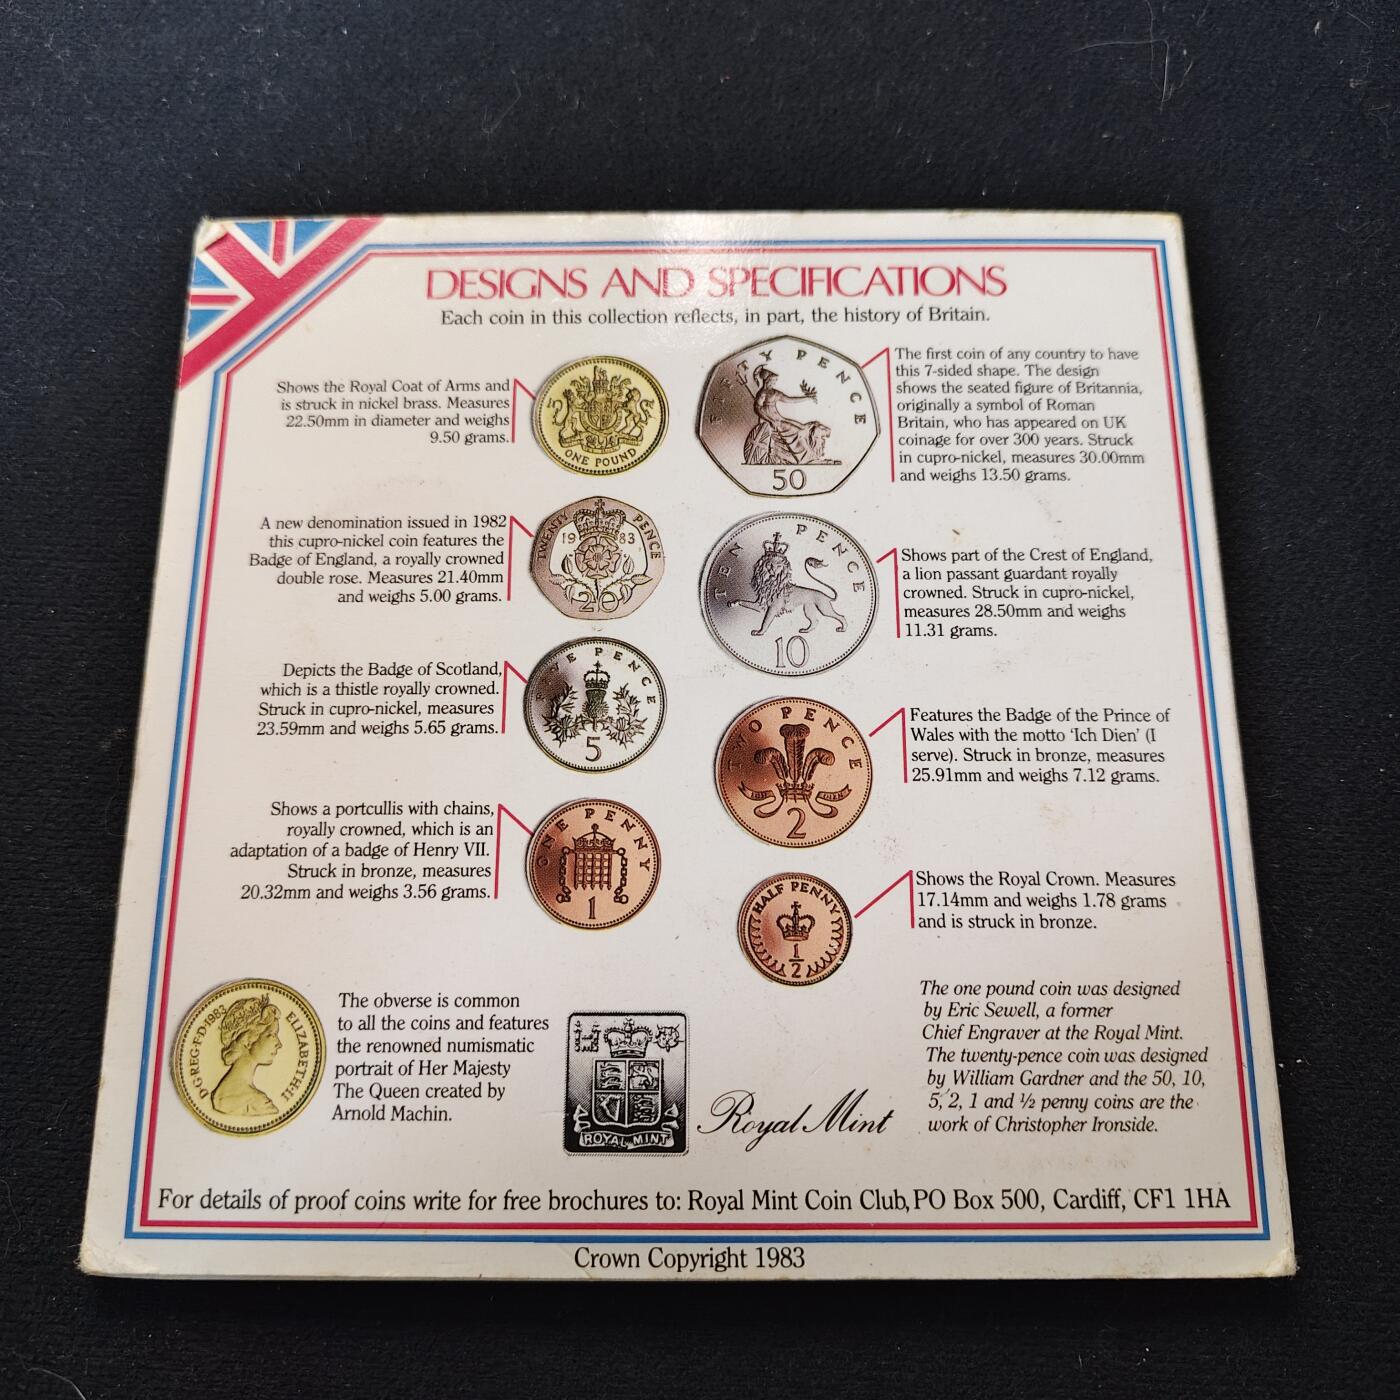 DESIGNS AND SPECIFICATIONS
Each coin in this collection reflects, in part, the history of Britain.
Shows the Royal Coat of Arms and
is struck in nickel brass. Measures
22.50mm in diameter and weighs
9.50 grams.
ONE POUND
FIFTY PENCE
50
The first coin of any country to have
this 7-sided shape. The design
shows the seated figure of Britannia,
originally a symbol of Roman
Britain, who has appeared on UK
coinage for over 300 years. Struck
in cupro-nickel, measures 30.00mm
and weighs 13.50 grams.
A new denomination issued in 1982
this cupro-nickel coin features the
Badge of England, a royally crowned
double rose. Measures 21.40mm
and weighs 5.00 grams.
TWENTY PENCE
1983
20
TEN PENCE
10
Shows part of the Crest of England,
a lion passant guardant royally
crowned. Struck in cupro-nickel,
measures 28.50mm and weighs
11.31 grams.
Depicts the Badge of Scotland,
which is a thistle royally crowned.
Struck in cupro-nickel, measures
23.59mm and weighs 5.65 grams.
FIVE PENCE
5
TWO PENCE
2
Features the Badge of the Prince of
Wales with the motto 'Ich Dien' (I
serve). Struck in bronze, measures
25.91mm and weighs 7.12 grams.
Shows a portcullis with chains,
royally crowned, which is an
adaptation of a badge of Henry VII.
Struck in bronze, measures
20.32mm and weighs 3.56 grams.
ONE PENNY
1
HALF PENNY
1/2
Shows the Royal Crown. Measures
17.14mm and weighs 1.78 grams
and is struck in bronze.
D·G·REG·F·D·1983 ELIZABETH·II
The obverse is common
to all the coins and features
the renowned numismatic
portrait of Her Majesty
The Queen created by
Arnold Machin.
ROYAL MINT
Royal Mint
The one pound coin was designed
by Eric Sewell, a former
Chief Engraver at the Royal Mint.
The twenty-pence coin was designed
by William Gardner and the 50, 10,
5, 2, 1 and ½ penny coins are the
work of Christopher Ironside.
For details of proof coins write for free brochures to: Royal Mint Coin Club, PO Box 500, Cardiff, CF1 1HA
Crown Copyright 1983